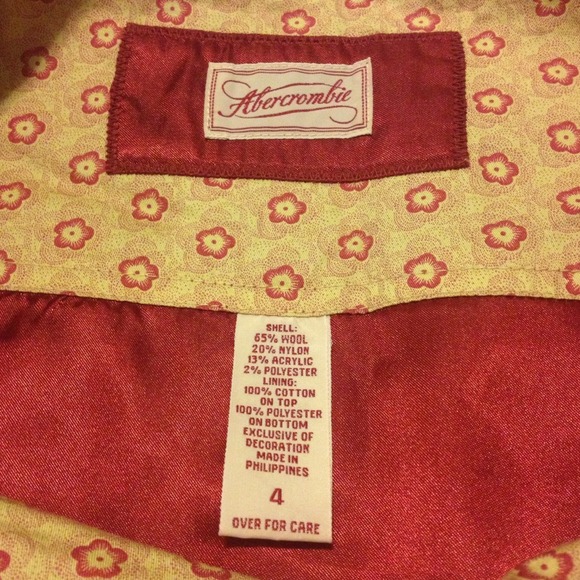 Abercrombie
SHELL:
65% WOOL
20% NYLON
13% ACRYLIC
2% POLYESTER
LINING:
100% COTTON
ON TOP
100% POLYESTER
ON BOTTOM
EXCLUSIVE OF
DECORATION
MADE IN
PHILIPPINES
4
OVER FOR CARE